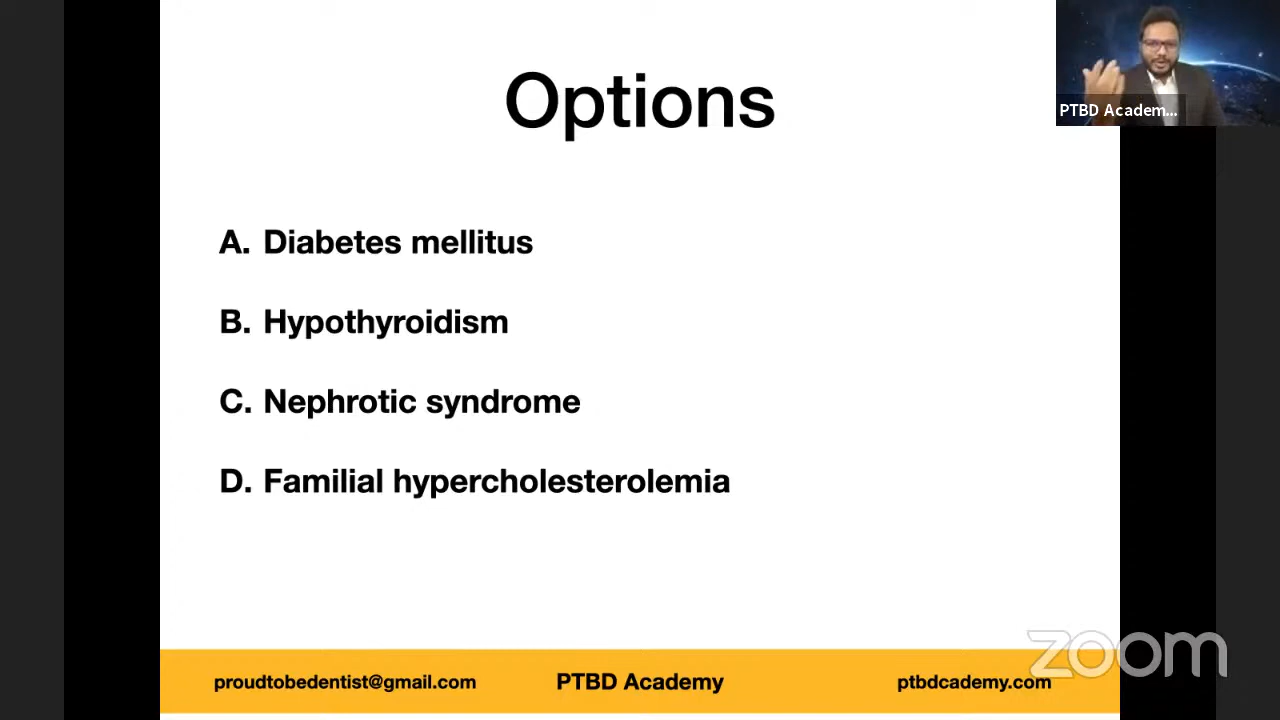 Options
PTBD Academ...
A. Diabetes mellitus
B. Hypothyroidism
C. Nephrotic syndrome
D. Familial hypercholesterolemia
zoom
proudtobedentist@gmail.com PTBD Academy ptbdcademy.com